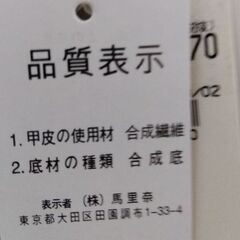 品質表示
1. 甲皮の使用材 合成繊維
2. 底材の種類 合成底
表示者 (株) 馬里奈
東京都大田区田園調布1-33-4
70
/02